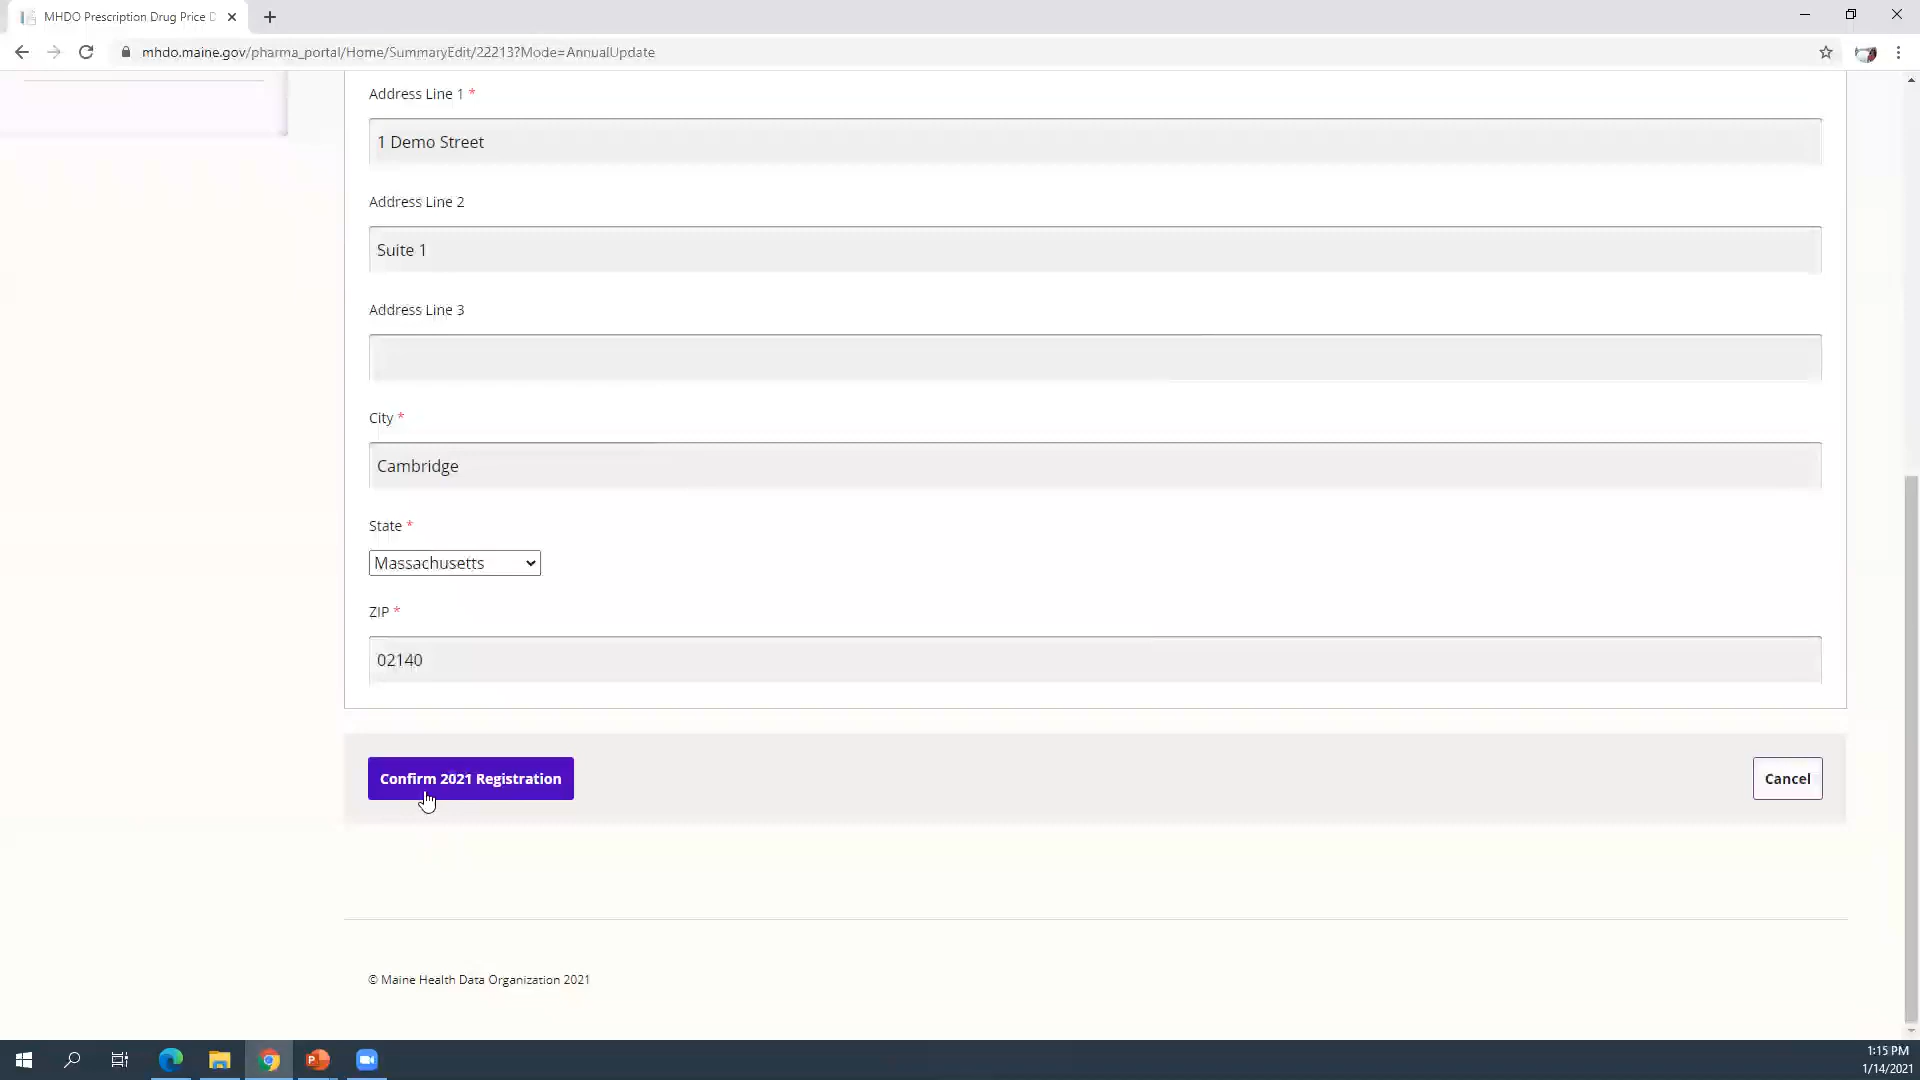 MHDO Prescription Drug Price D
mhdo.maine.gov/pharma_portal/Home/SummaryEdit/22213?Mode=AnnualUpdate
Address Line 1 *
1 Demo Street
Address Line 2
Suite 1
Address Line 3
City *
Cambridge
State *
Massachusetts
ZIP *
02140
Confirm 2021 Registration
Cancel
© Maine Health Data Organization 2021
1:15 PM
1/14/2021